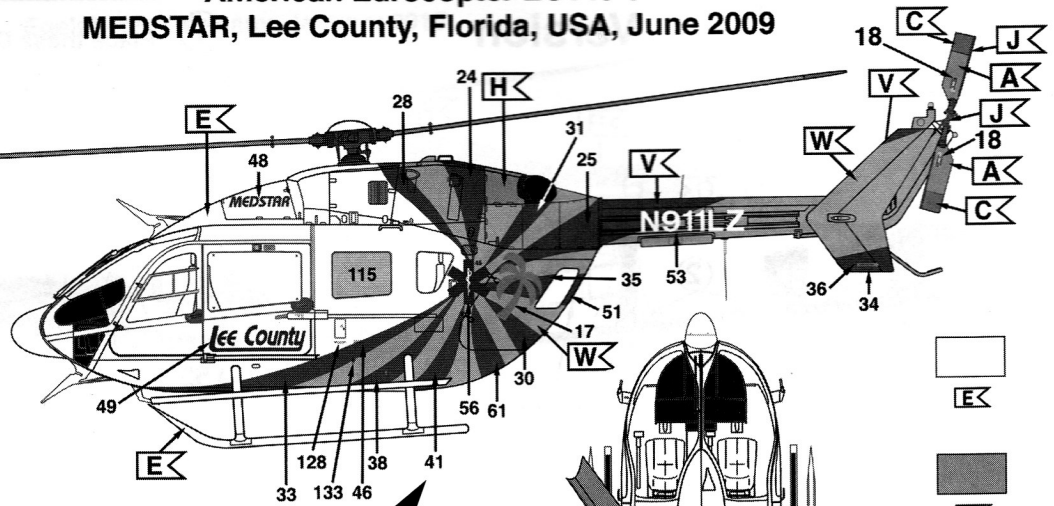 MEDSTAR, Lee County, Florida, USA, June 2009
C
18
J
24
H
A
28
V
E
31
J
48
25
V
W
18
MEDSTAR
A
N911LZ
C
115
53
35
36
34
51
17
Lee County
W
30
49
56
61
E
E
128
38
41
33
133
46